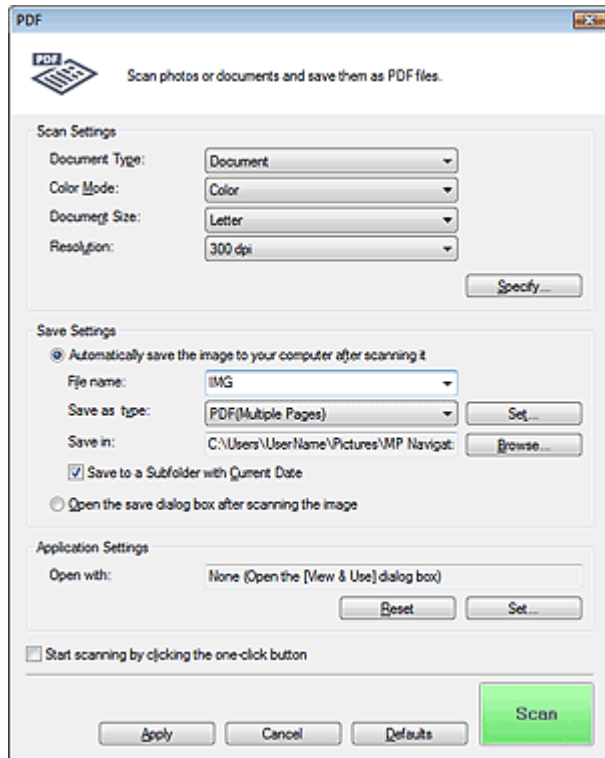 PDF
PDF
Scan photos or documents and save them as PDF files.
Scan Settings
Document Type: Document
Color Mode: Color
Document Size: Letter
Resolution: 300 dpi
Specify...
Save Settings
Automatically save the image to your computer after scanning it
File name: IMG
Save as type: PDF(Multiple Pages) Set...
Save in: C:\Users\UserName\Pictures\MP Navigat Browse...
Save to a Subfolder with Current Date
Open the save dialog box after scanning the image
Application Settings
Open with: None (Open the [View & Use] dialog box)
Reset Set...
Start scanning by clicking the one-click button
Scan
Apply Cancel Defaults